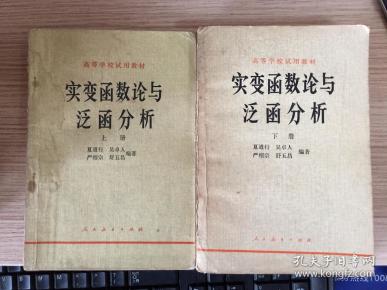 高等学校试用教材
实变函数论与
泛函分析
上册
夏道行 吴卓人
严绍宗 舒五昌
编著
人民教育出版社
高等学校试用教材
实变函数论与
泛函分析
下册
夏道行 吴卓人
严绍宗 舒五昌
编著
人民教育出版社
孔夫子旧书网